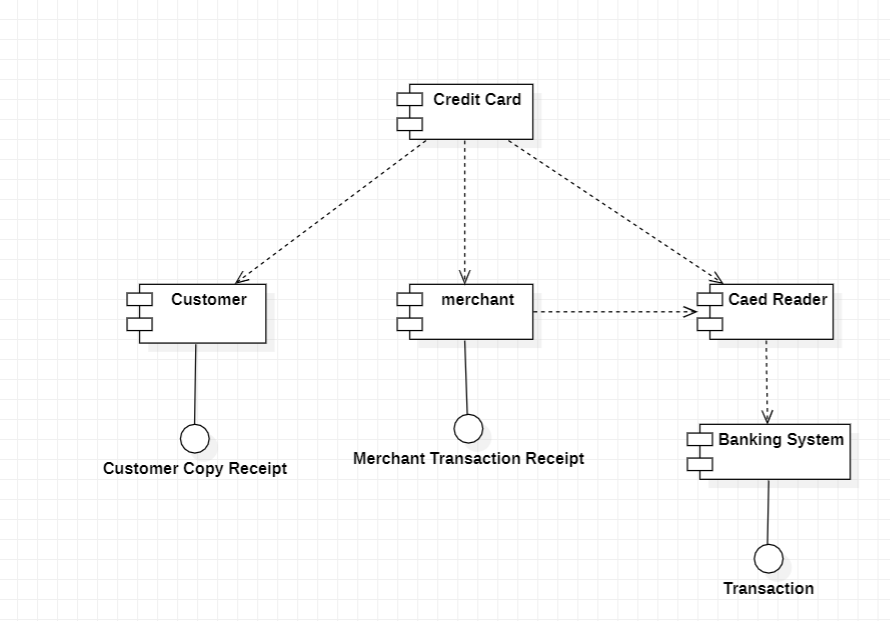 Credit Card
Customer
merchant
Caed Reader
Banking System
Customer Copy Receipt
Merchant Transaction Receipt
Transaction